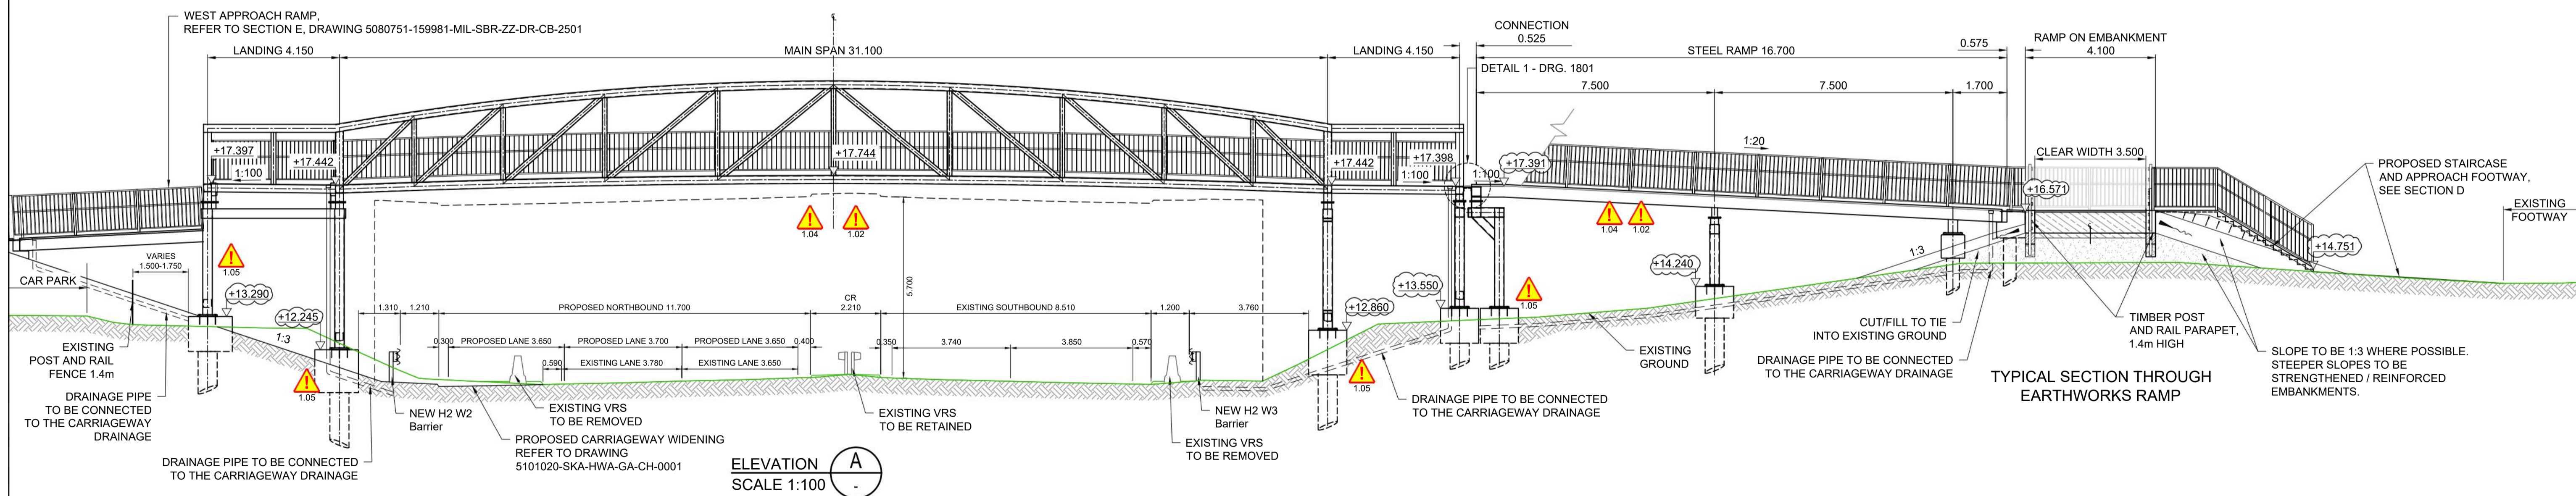 WEST APPROACH RAMP,
REFER TO SECTION E, DRAWING 5080751-159981-MIL-SBR-ZZ-DR-CB-2501
LANDING 4.150
MAIN SPAN 31.100
LANDING 4.150
CONNECTION
0.525
STEEL RAMP 16.700
0.575
RAMP ON EMBANKMENT
4.100
DETAIL 1 - DRG. 1801
7.500
7.500
1.700
+17.397
1:100
+17.442
+17.744
+17.442
+17.398
1:100
1:100
+17.391
1:20
CLEAR WIDTH 3.500
+16.571
PROPOSED STAIRCASE
AND APPROACH FOOTWAY,
SEE SECTION D
EXISTING
FOOTWAY
+14.751
1.04
1.02
1.04
1.02
VARIES
1.500-1.750
1.05
CAR PARK
+13.290
+12.245
1:3
1.310
1.210
PROPOSED NORTHBOUND 11.700
CR
2.210
5.700
EXISTING SOUTHBOUND 8.510
1.200
3.760
+12.860
+13.550
1.05
+14.240
1:3
0.300
PROPOSED LANE 3.650
PROPOSED LANE 3.700
PROPOSED LANE 3.650
0.400
0.350
3.740
3.850
0.570
0.590
EXISTING LANE 3.780
EXISTING LANE 3.650
1.05
1.05
EXISTING
POST AND RAIL
FENCE 1.4m
DRAINAGE PIPE
TO BE CONNECTED
TO THE CARRIAGEWAY
DRAINAGE
DRAINAGE PIPE TO BE CONNECTED
TO THE CARRIAGEWAY DRAINAGE
NEW H2 W2
Barrier
EXISTING VRS
TO BE REMOVED
PROPOSED CARRIAGEWAY WIDENING
REFER TO DRAWING
5101020-SKA-HWA-GA-CH-0001
EXISTING VRS
TO BE RETAINED
NEW H2 W3
Barrier
EXISTING VRS
TO BE REMOVED
DRAINAGE PIPE TO BE CONNECTED
TO THE CARRIAGEWAY DRAINAGE
EXISTING
GROUND
CUT/FILL TO TIE
INTO EXISTING GROUND
DRAINAGE PIPE TO BE CONNECTED
TO THE CARRIAGEWAY DRAINAGE
TIMBER POST
AND RAIL PARAPET,
1.4m HIGH
SLOPE TO BE 1:3 WHERE POSSIBLE.
STEEPER SLOPES TO BE
STRENGTHENED / REINFORCED
EMBANKMENTS.
TYPICAL SECTION THROUGH
EARTHWORKS RAMP
ELEVATION
SCALE 1:100
A
-